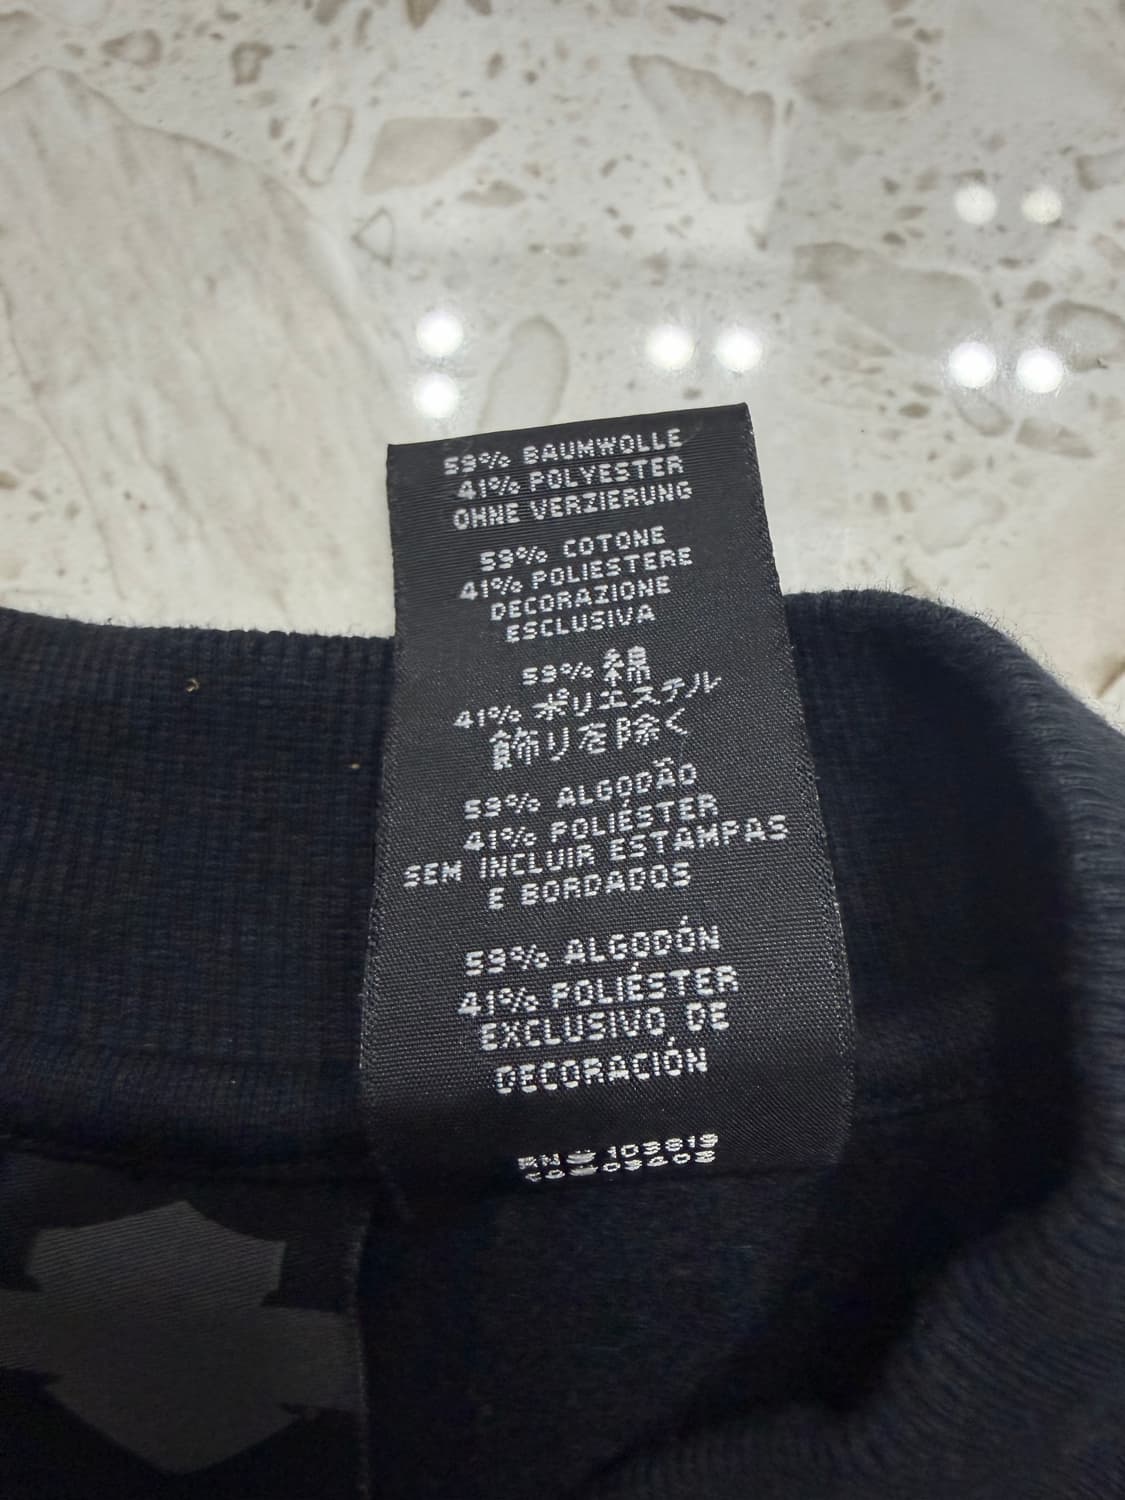 59% BAUMWOLLE
41% POLYESTER
OHNE VERZIERUNG
59% COTONE
41% POLIESTERE
DECORAZIONE
ESCLUSIVA
59% 綿
41% ポリエステル
飾りを除く
59% ALGODÃO
41% POLIÉSTER
SEM INCLUIR ESTAMPAS
E BORDADOS
59% ALGODÓN
41% POLIÉSTER
EXCLUSIVO DE
DECORACIÓN
RN 103819